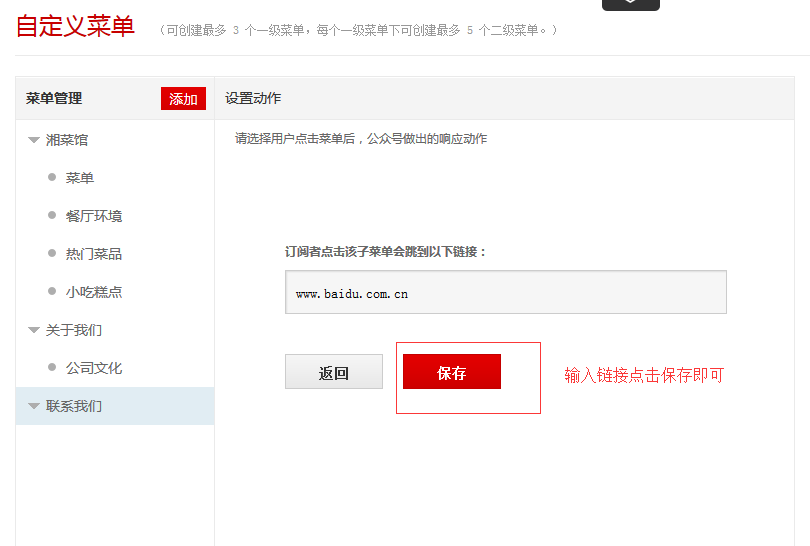 自定义菜单 （可创建最多 3 个一级菜单，每个一级菜单下可创建最多 5 个二级菜单。）
菜单管理 添加 设置动作
湘菜馆 请选择用户点击菜单后，公众号做出的响应动作
菜单
餐厅环境
热门菜品 订阅者点击该子菜单会跳到以下链接：
小吃糕点 www.baidu.com.cn
关于我们
公司文化 返回 保存 输入链接点击保存即可
联系我们